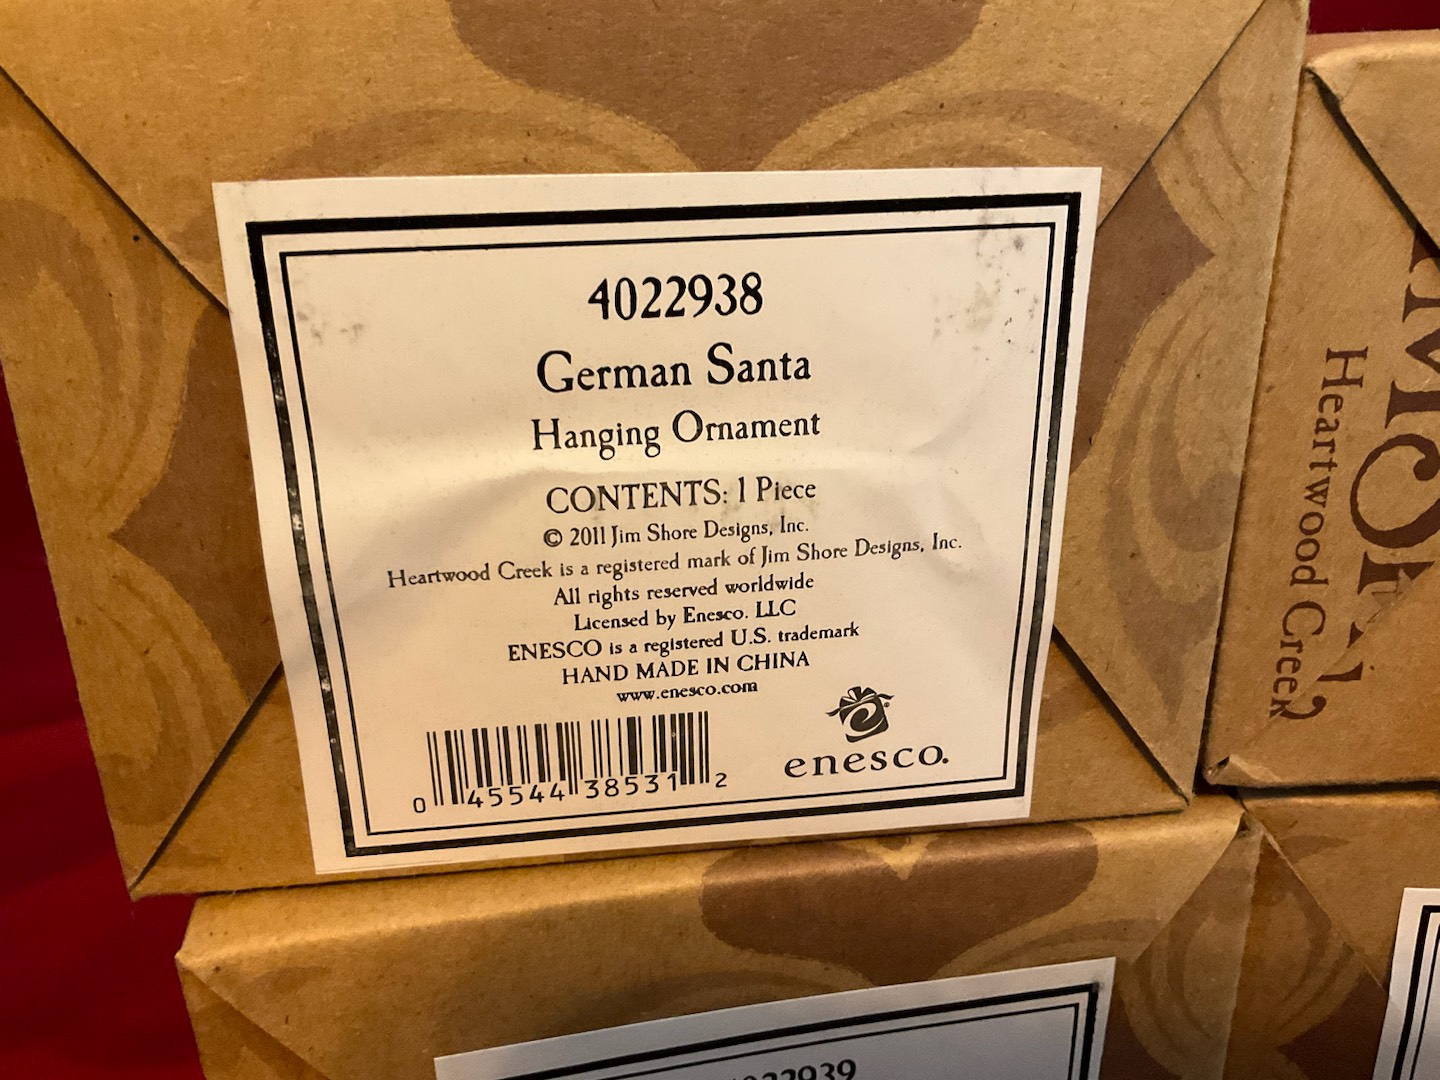 4022938
German Santa
Hanging Ornament
CONTENTS: 1 Piece
© 2011 Jim Shore Designs, Inc.
Heartwood Creek is a registered mark of Jim Shore Designs, Inc.
All rights reserved worldwide
Licensed by Enesco. LLC
ENESCO is a registered U.S. trademark
HAND MADE IN CHINA
www.enesco.com
0 45544 38531 2
enesco.
Heartwood Creek